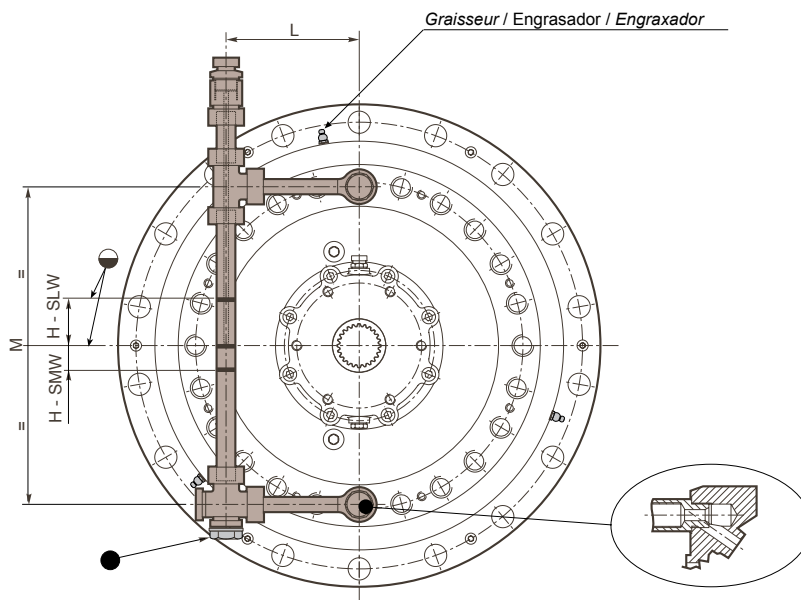 L
Graisseur / Engrasador / Engraxador
=
H - SLW
M
H - SMW
=